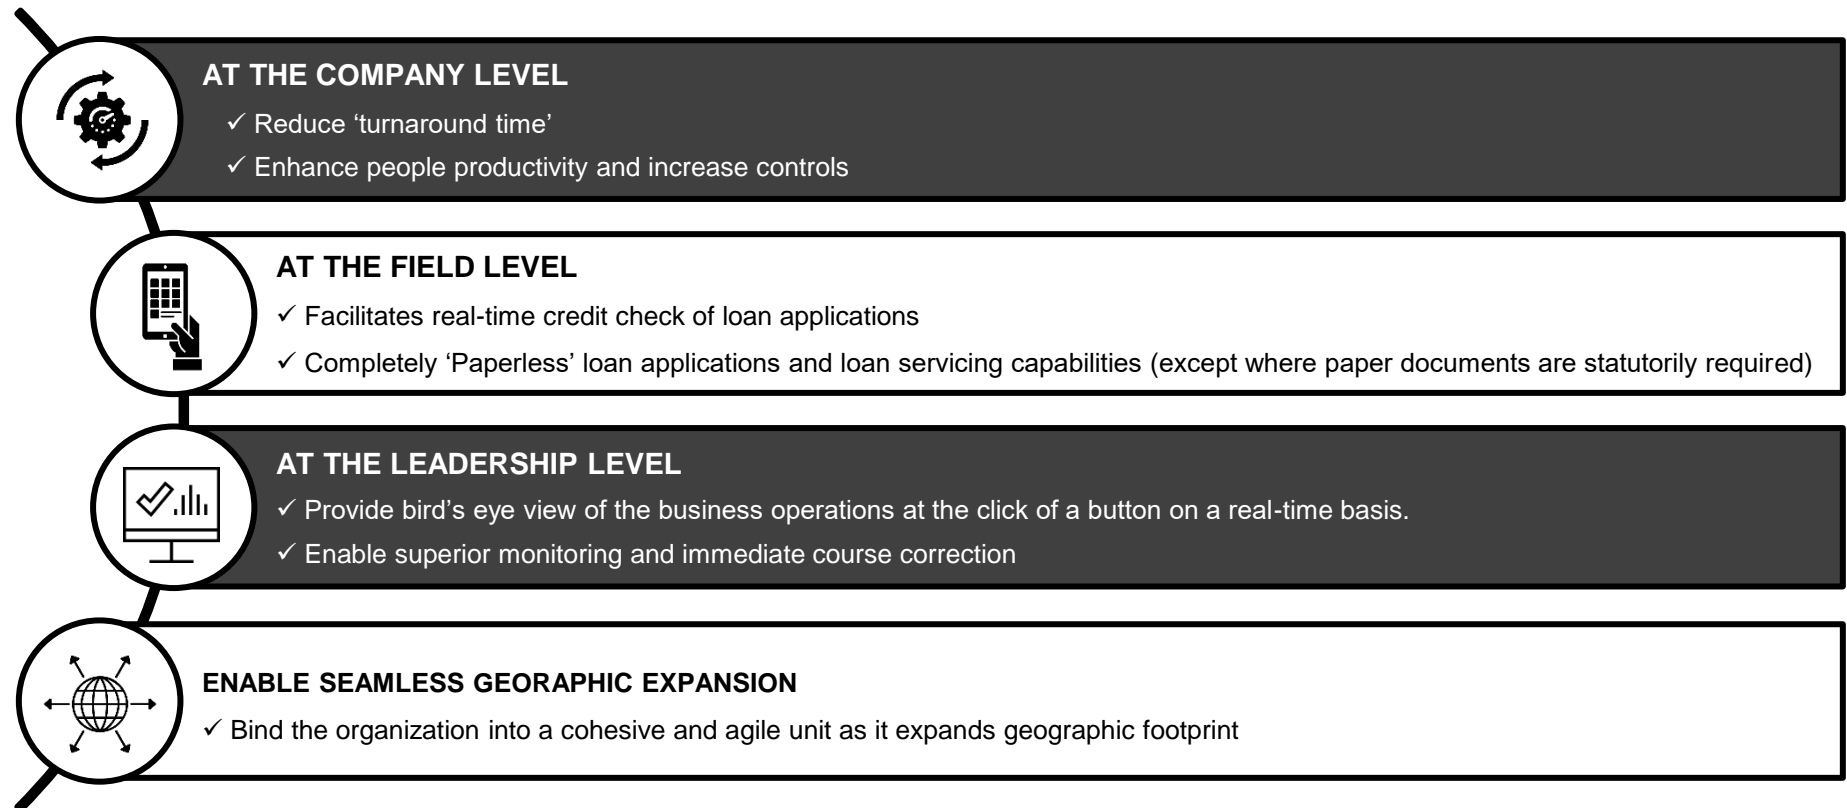 AT THE COMPANY LEVEL
✓ Reduce ‘turnaround time’
✓ Enhance people productivity and increase controls
AT THE FIELD LEVEL
✓ Facilitates real-time credit check of loan applications
✓ Completely ‘Paperless’ loan applications and loan servicing capabilities (except where paper documents are statutorily required)
AT THE LEADERSHIP LEVEL
✓ Provide bird’s eye view of the business operations at the click of a button on a real-time basis.
✓ Enable superior monitoring and immediate course correction
ENABLE SEAMLESS GEORAPHIC EXPANSION
✓ Bind the organization into a cohesive and agile unit as it expands geographic footprint